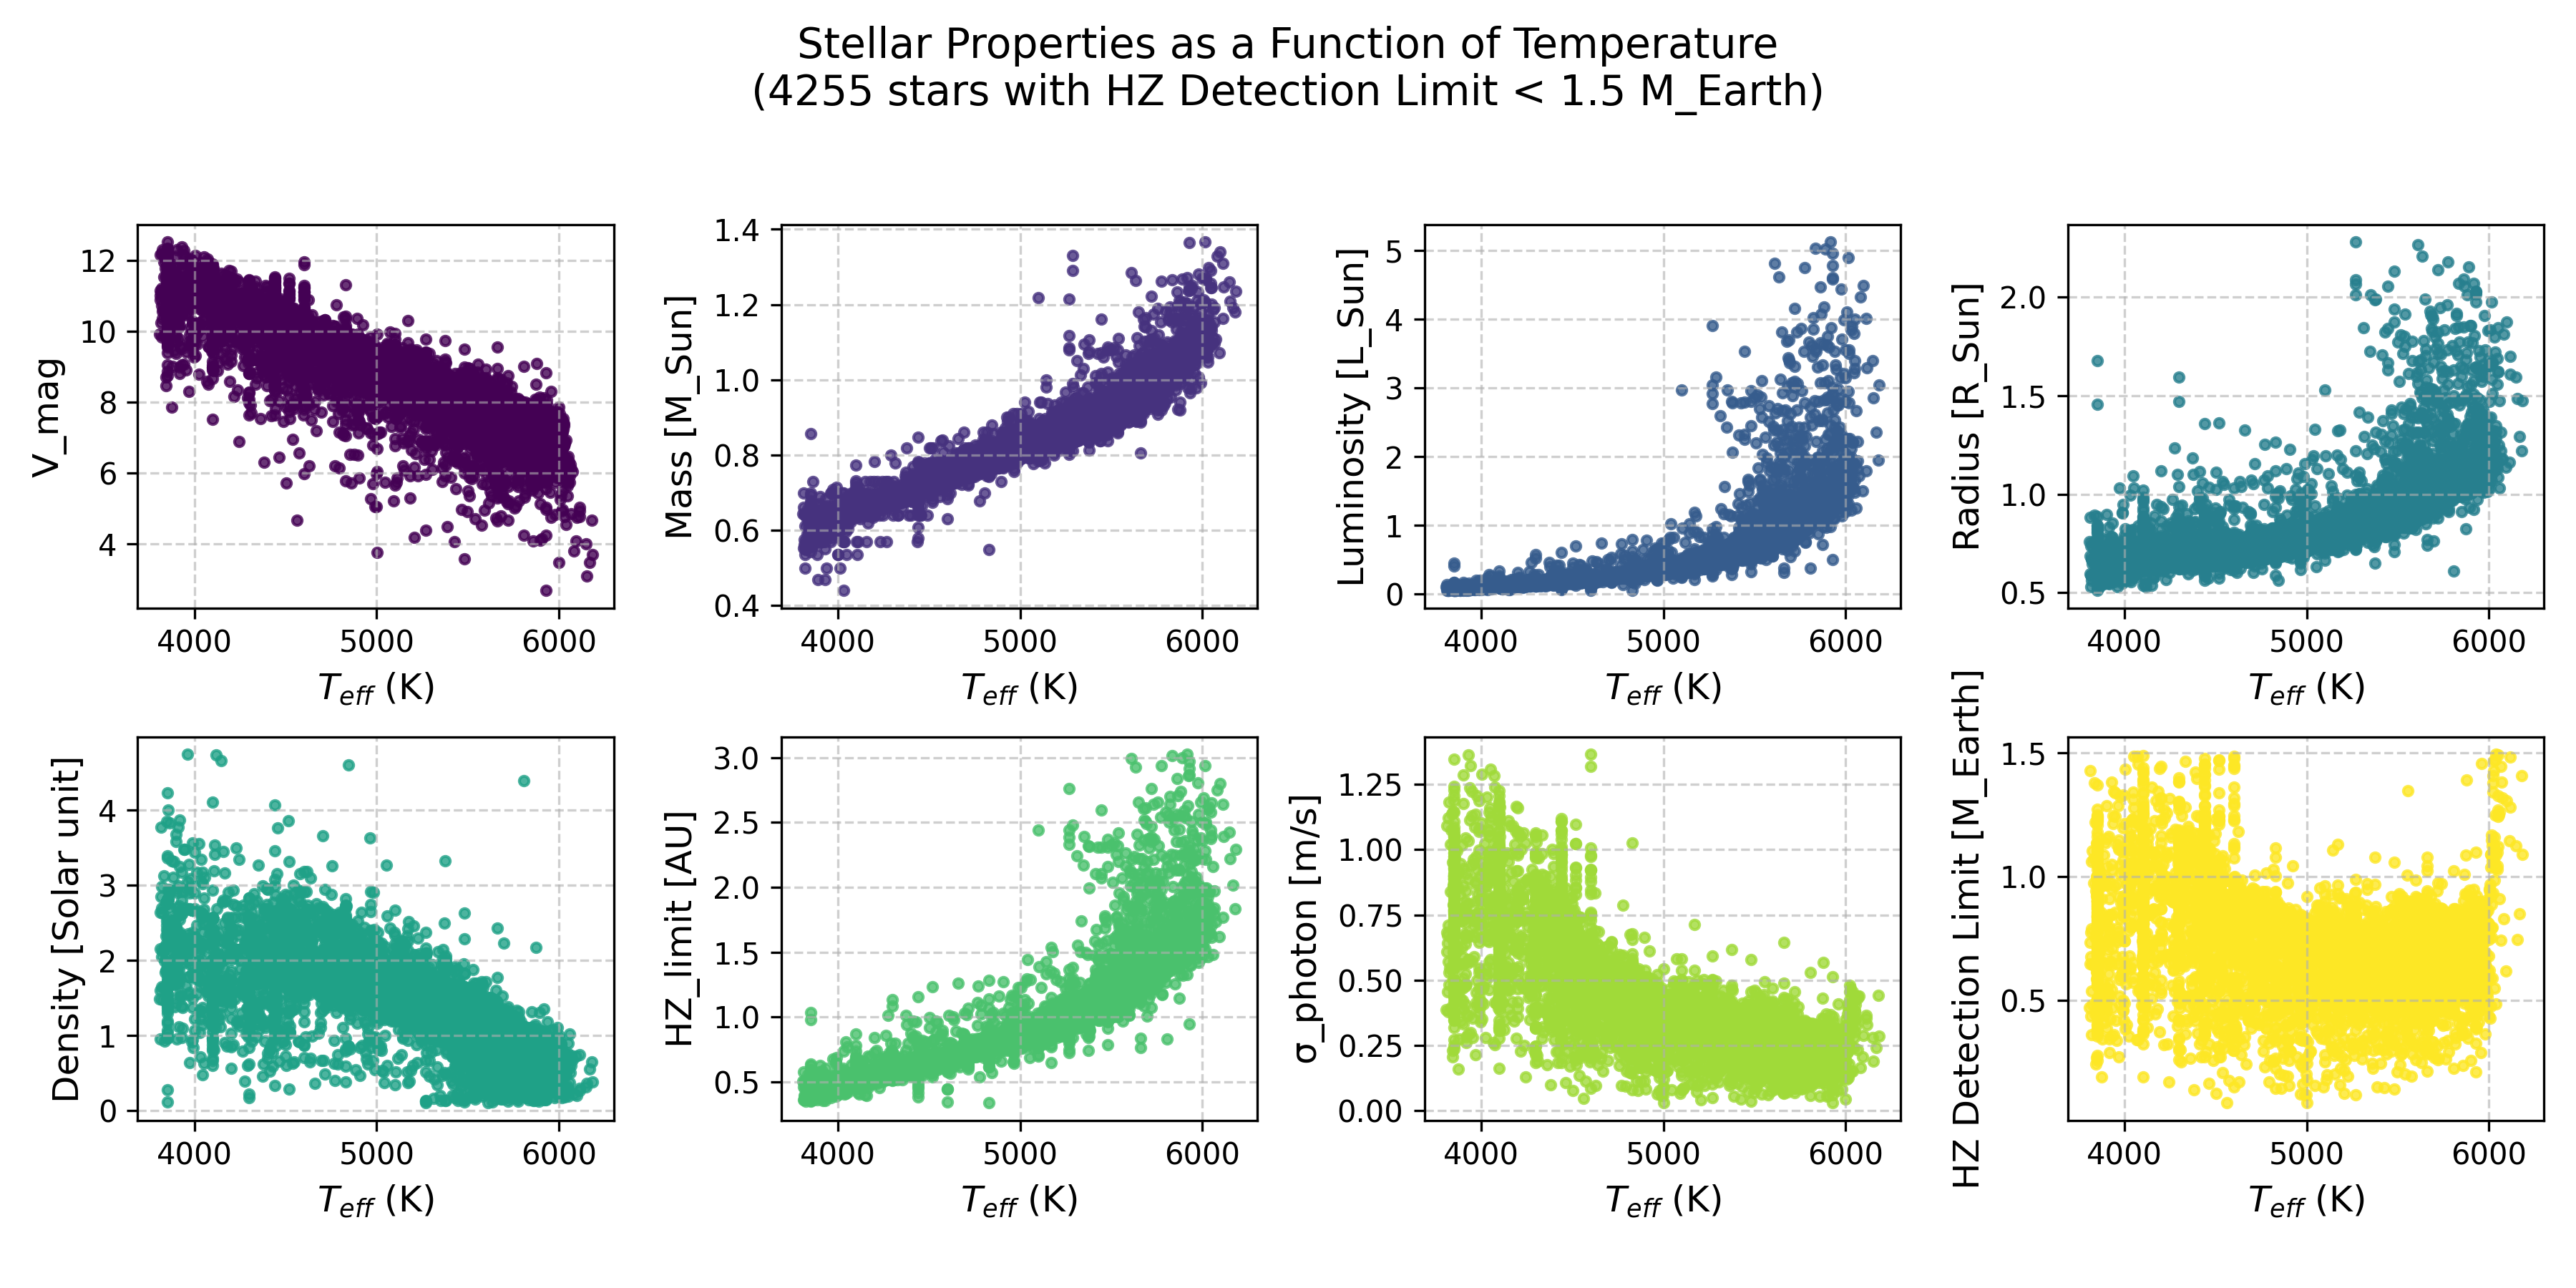 Stellar Properties as a Function of Temperature
(4255 stars with HZ Detection Limit < 1.5 M_Earth)
V_mag
12
10
8
6
4
4000 5000 6000
T_eff (K)
Mass [M_Sun]
1.4
1.2
1.0
0.8
0.6
0.4
4000 5000 6000
T_eff (K)
Luminosity [L_Sun]
5
4
3
2
1
0
4000 5000 6000
T_eff (K)
Radius [R_Sun]
2.0
1.5
1.0
0.5
4000 5000 6000
T_eff (K)
Density [Solar unit]
4
3
2
1
0
4000 5000 6000
T_eff (K)
HZ_limit [AU]
3.0
2.5
2.0
1.5
1.0
0.5
4000 5000 6000
T_eff (K)
σ_photon [m/s]
1.25
1.00
0.75
0.50
0.25
0.00
4000 5000 6000
T_eff (K)
HZ Detection Limit [M_Earth]
1.5
1.0
0.5
4000 5000 6000
T_eff (K)